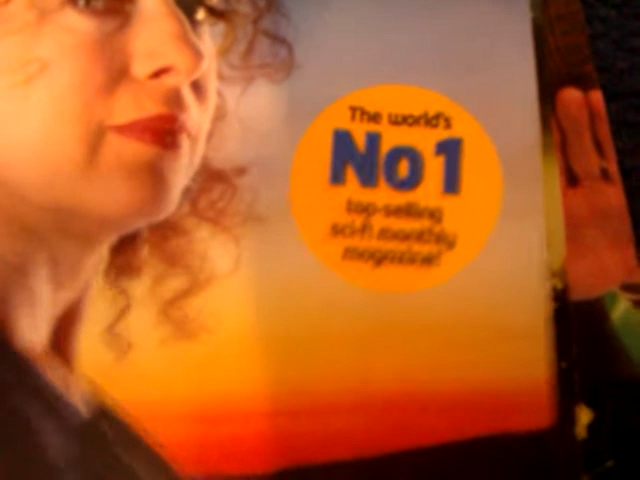 The world's
No 1
top-selling
sci-fi monthly
magazine!